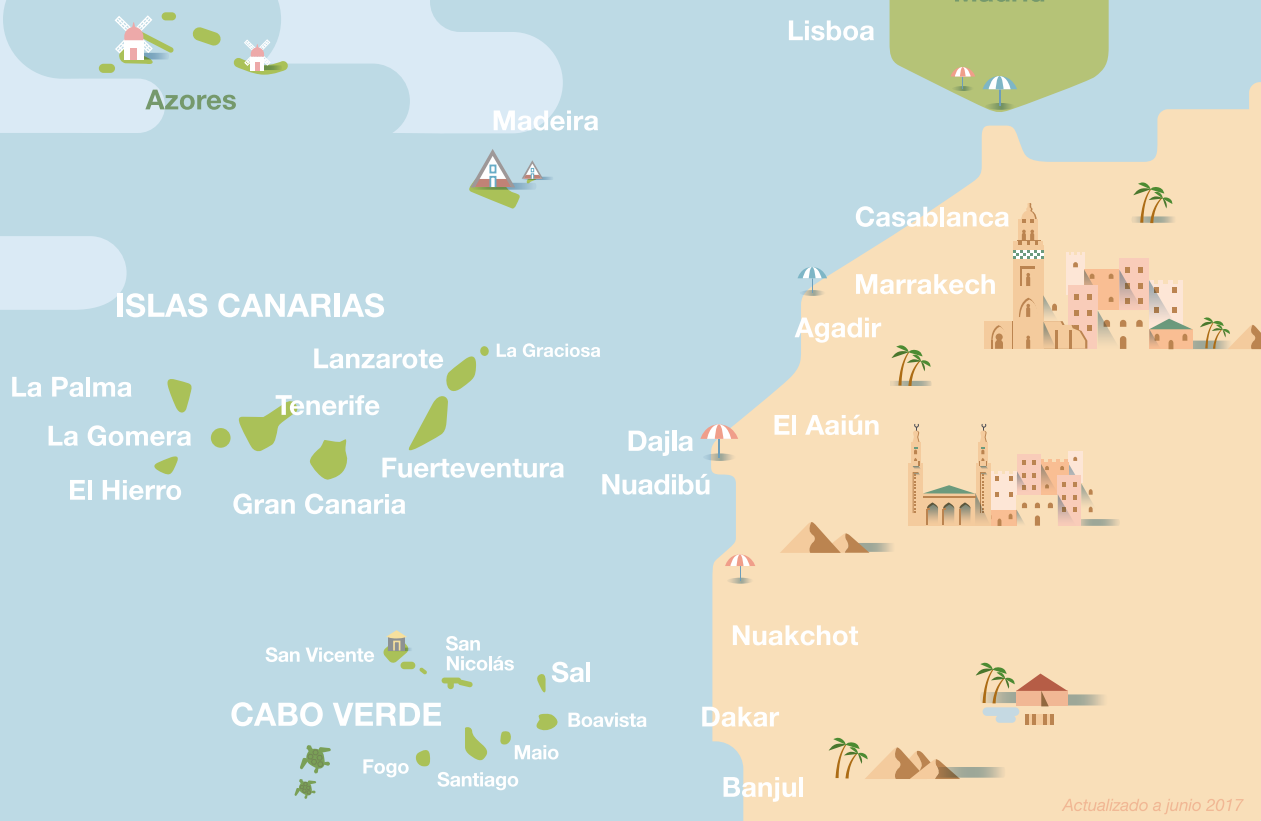 Madrid
Lisboa
Azores
Madeira
Casablanca
Marrakech
Agadir
ISLAS CANARIAS
La Graciosa
Lanzarote
La Palma
Tenerife
La Gomera
El Hierro
Fuerteventura
Gran Canaria
El Aaiún
Dajla
Nuadibú
Nuakchot
San Vicente
San
Nicolás
Sal
CABO VERDE
Boavista
Dakar
Maio
Fogo
Santiago
Banjul
Actualizado a junio 2017